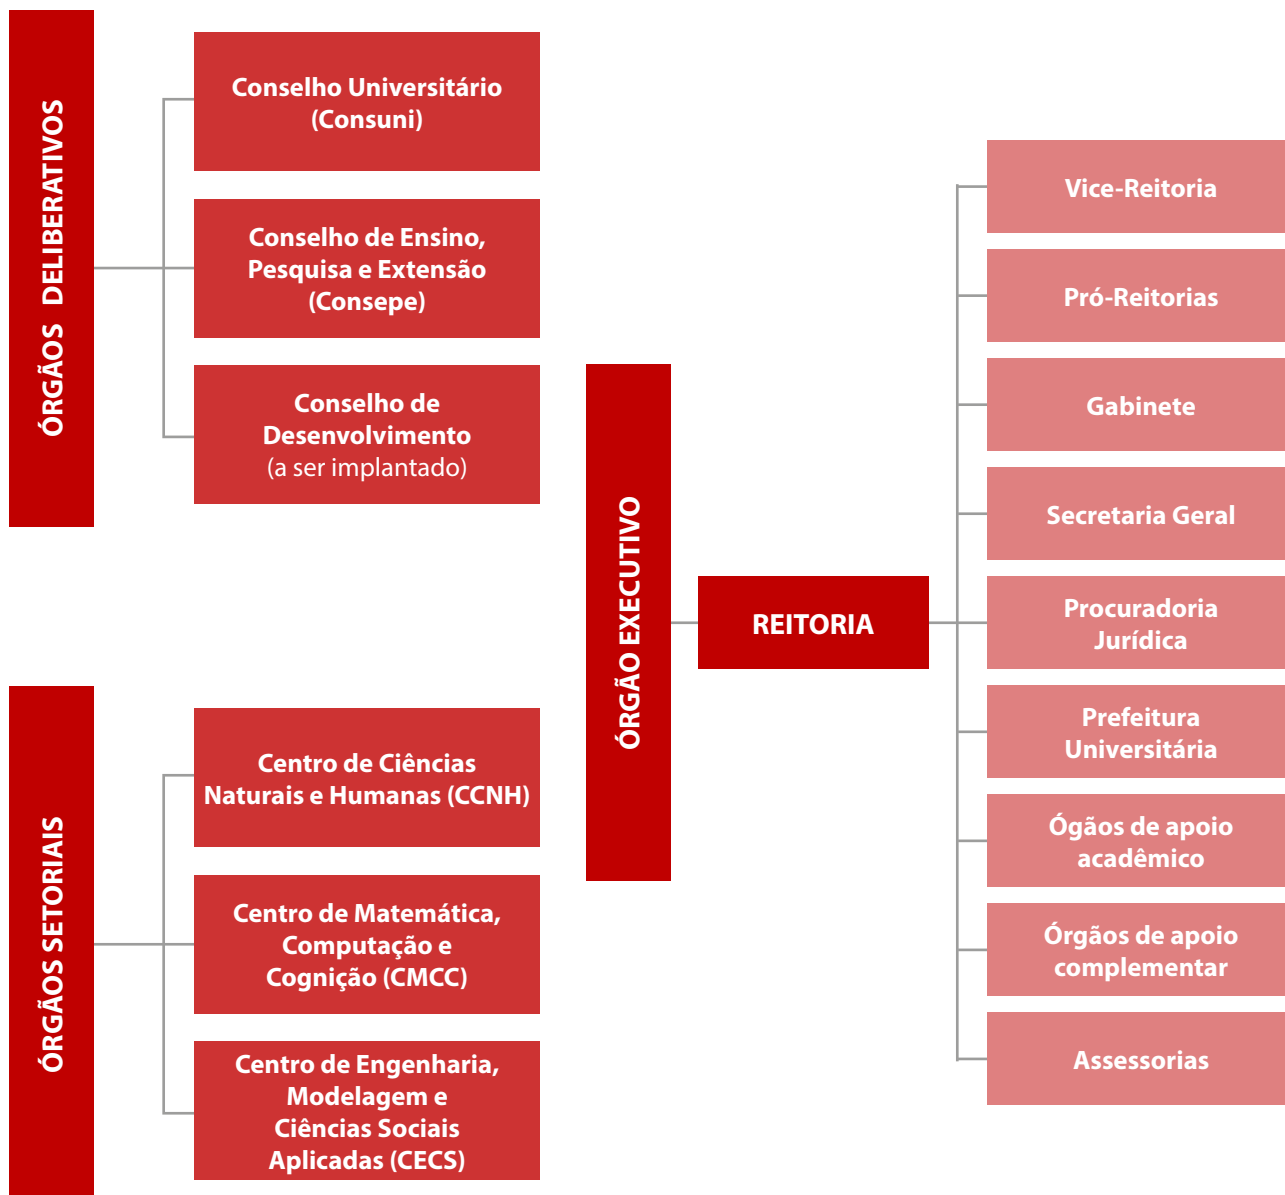 ÓRGÃOS DELIBERATIVOS
Conselho Universitário
(Consuni)
Conselho de Ensino,
Pesquisa e Extensão
(Consepe)
Conselho de
Desenvolvimento
(a ser implantado)
ÓRGÃOS SETORIAIS
Centro de Ciências
Naturais e Humanas (CCNH)
Centro de Matemática,
Computação e
Cognição (CMCC)
Centro de Engenharia,
Modelagem e
Ciências Sociais
Aplicadas (CECS)
ÓRGÃO EXECUTIVO
REITORIA
Vice-Reitoria
Pró-Reitorias
Gabinete
Secretaria Geral
Procuradoria
Jurídica
Prefeitura
Universitária
Ógãos de apoio
acadêmico
Órgãos de apoio
complementar
Assessorias